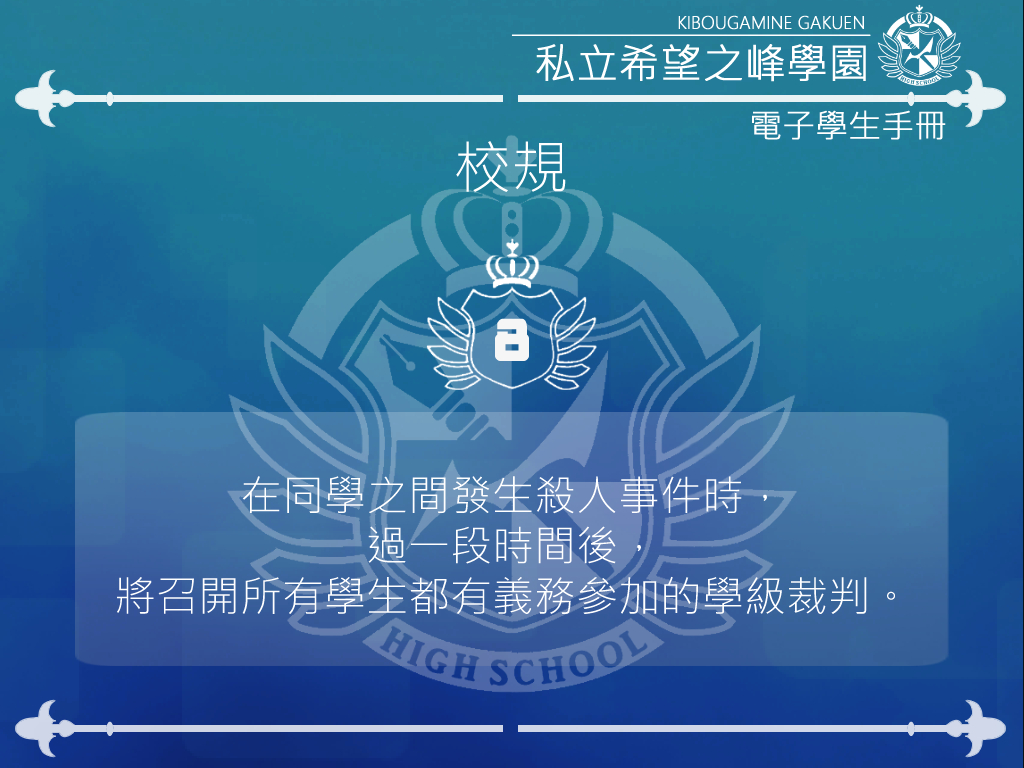 KIBOUGAMINE GAKUEN
私立希望之峰學園
HIGH SCHOOL
電子學生手冊
校規
8
在同學之間發生殺人事件時，
過一段時間後，
將召開所有學生都有義務參加的學級裁判。
HIGH SCHOOL